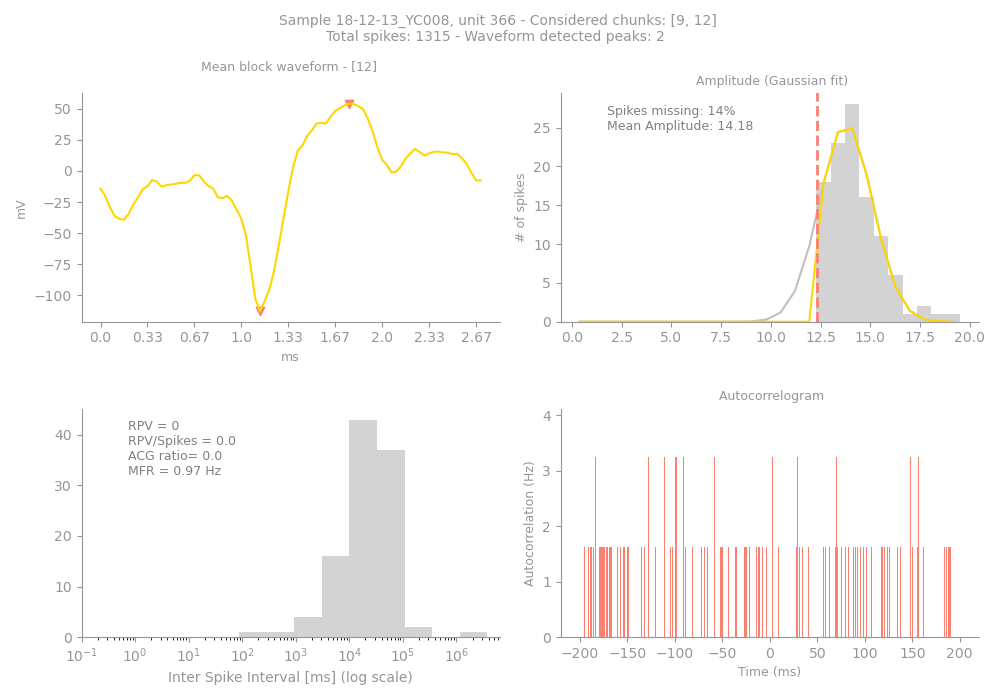 Sample 18-12-13_YC008, unit 366 - Considered chunks: [9, 12]
Total spikes: 1315 - Waveform detected peaks: 2
Mean block waveform - [12]
50
25
0
−25
−50
−75
−100
mV
0.0 0.33 0.67 1.0 1.33 1.67 2.0 2.33 2.67
ms
Amplitude (Gaussian fit)
Spikes missing: 14%
Mean Amplitude: 14.18
25
20
15
10
5
0
# of spikes
0.0 2.5 5.0 7.5 10.0 12.5 15.0 17.5 20.0
RPV = 0
RPV/Spikes = 0.0
ACG ratio= 0.0
MFR = 0.97 Hz
40
30
20
10
0
10⁻¹ 10⁰ 10¹ 10² 10³ 10⁴ 10⁵ 10⁶
Inter Spike Interval [ms] (log scale)
Autocorrelogram
4
3
2
1
0
Autocorrelation (Hz)
−200 −150 −100 −50 0 50 100 150 200
Time (ms)